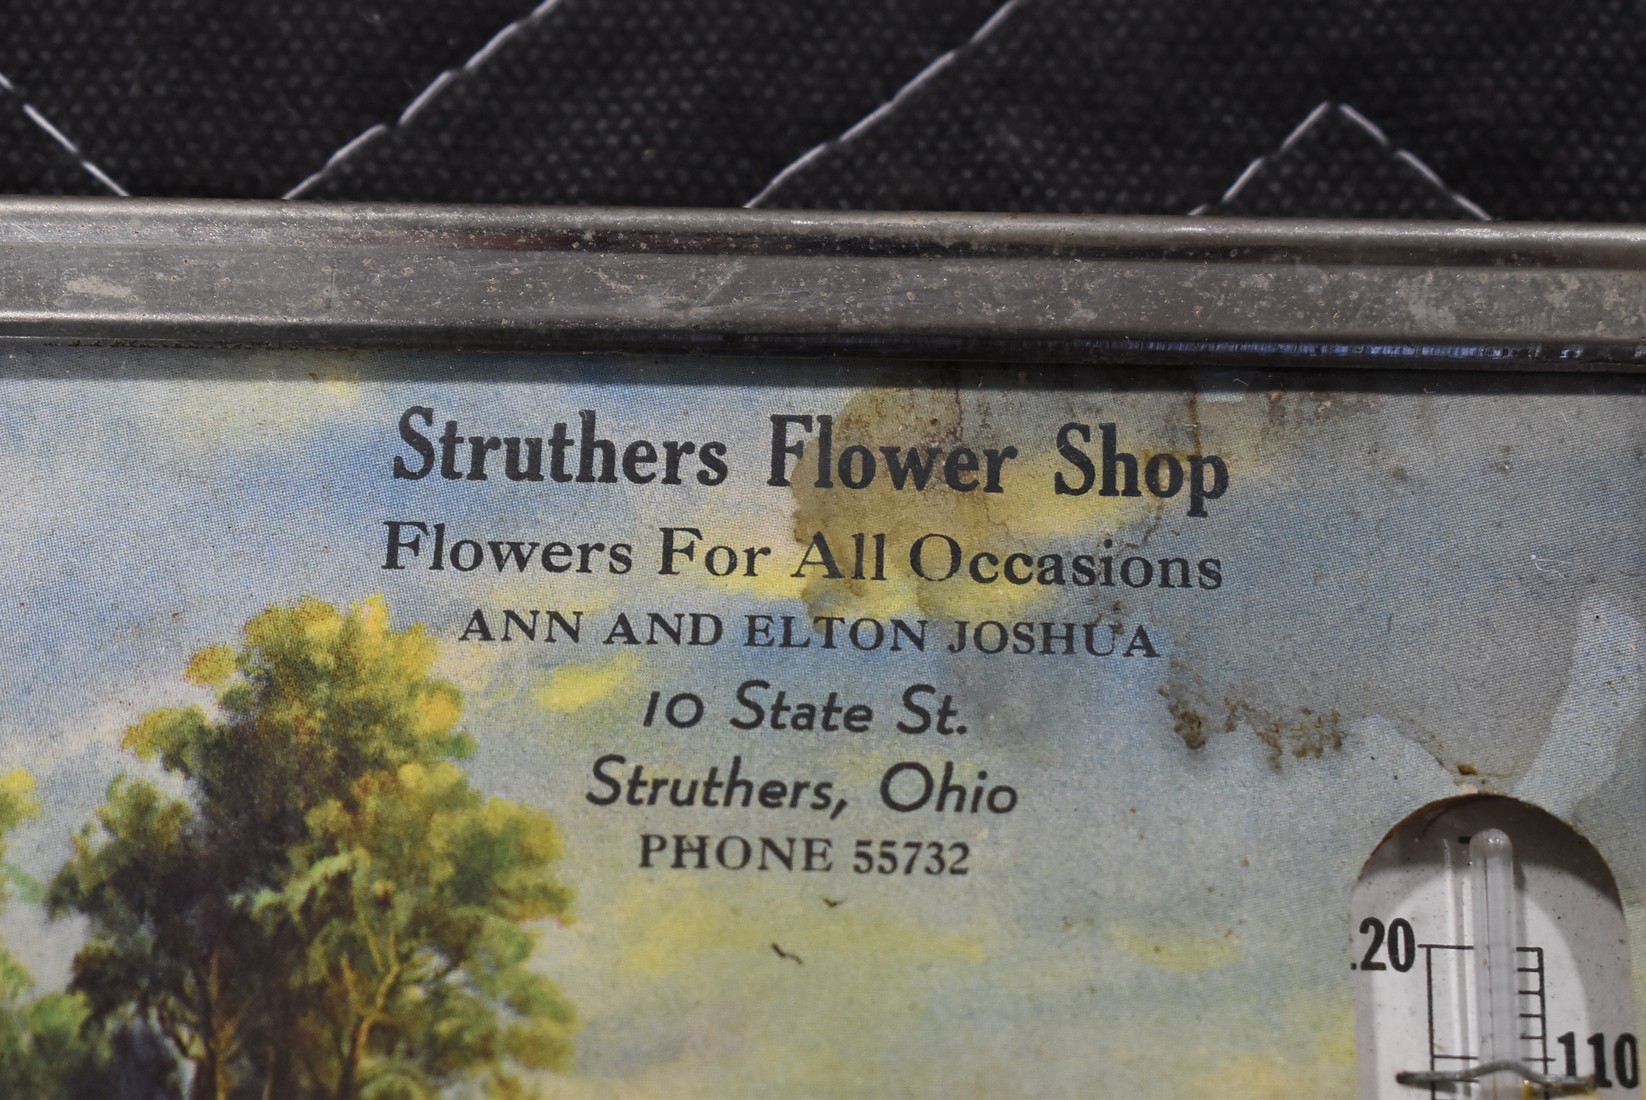 Struthers Flower Shop
Flowers For All Occasions
ANN AND ELTON JOSHUA
10 State St.
Struthers, Ohio
PHONE 55732
20
110